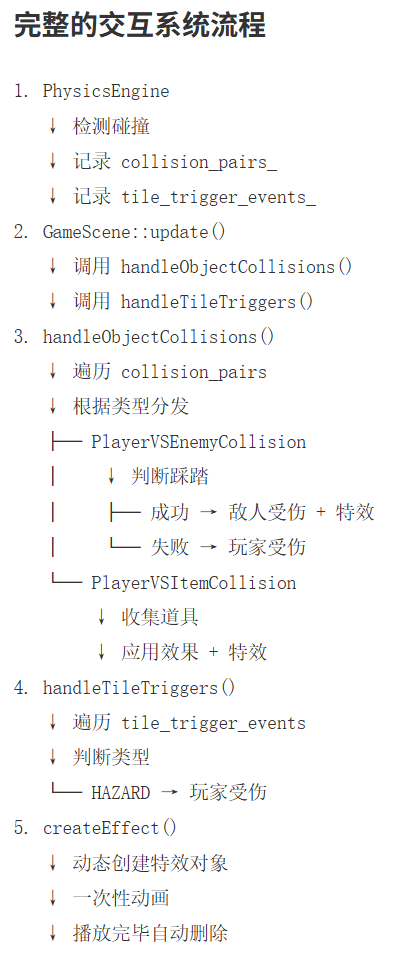 完整的交互系统流程
1. PhysicsEngine
↓ 检测碰撞
↓ 记录 collision_pairs_
↓ 记录 tile_trigger_events_
2. GameScene::update()
↓ 调用 handleObjectCollisions()
↓ 调用 handleTileTriggers()
3. handleObjectCollisions()
↓ 遍历 collision_pairs
↓ 根据类型分发
├── PlayerVSEnemyCollision
│ ↓ 判断踩踏
│ ├── 成功 → 敌人受伤 + 特效
│ └── 失败 → 玩家受伤
└── PlayerVSItemCollision
↓ 收集道具
↓ 应用效果 + 特效
4. handleTileTriggers()
↓ 遍历 tile_trigger_events
↓ 判断类型
└── HAZARD → 玩家受伤
5. createEffect()
↓ 动态创建特效对象
↓ 一次性动画
↓ 播放完毕自动删除